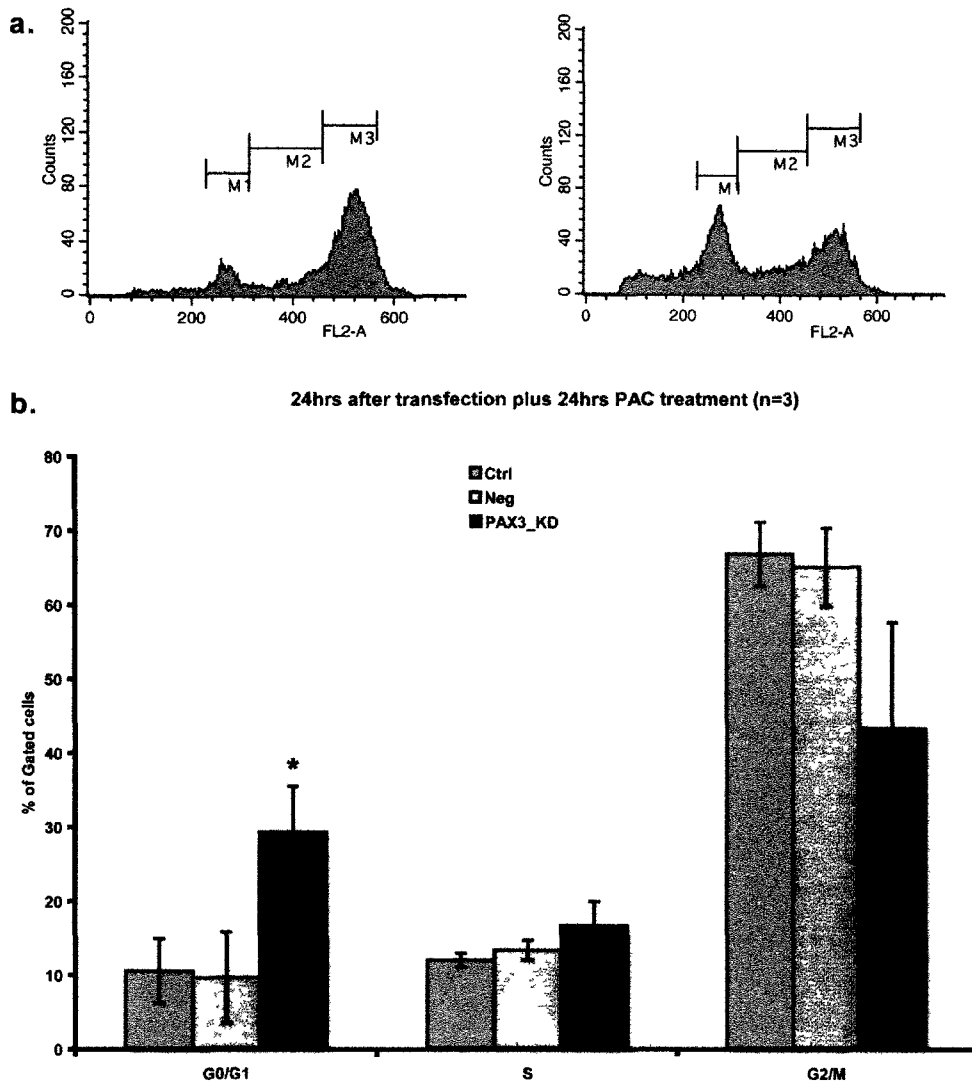 a.
200
160
120
80
40
0
Counts
M1
M2
M3
0
200
400
600
FL2-A
200
160
120
80
40
0
Counts
M
M2
M3
0
200
400
600
FL2-A
b.
24hrs after transfection plus 24hrs PAC treatment (n=3)
80
70
60
50
40
30
20
10
0
% of Gated cells
Ctrl
Neg
PAX3_KD
*
G0/G1
S
G2/M